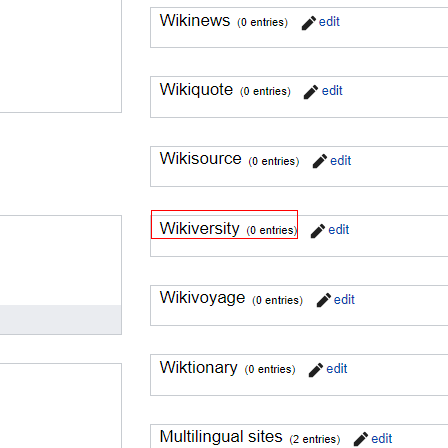 Wikinews (0 entries) edit
Wikiquote (0 entries) edit
Wikisource (0 entries) edit
Wikiversity (0 entries) edit
Wikivoyage (0 entries) edit
Wiktionary (0 entries) edit
Multilingual sites (2 entries) edit